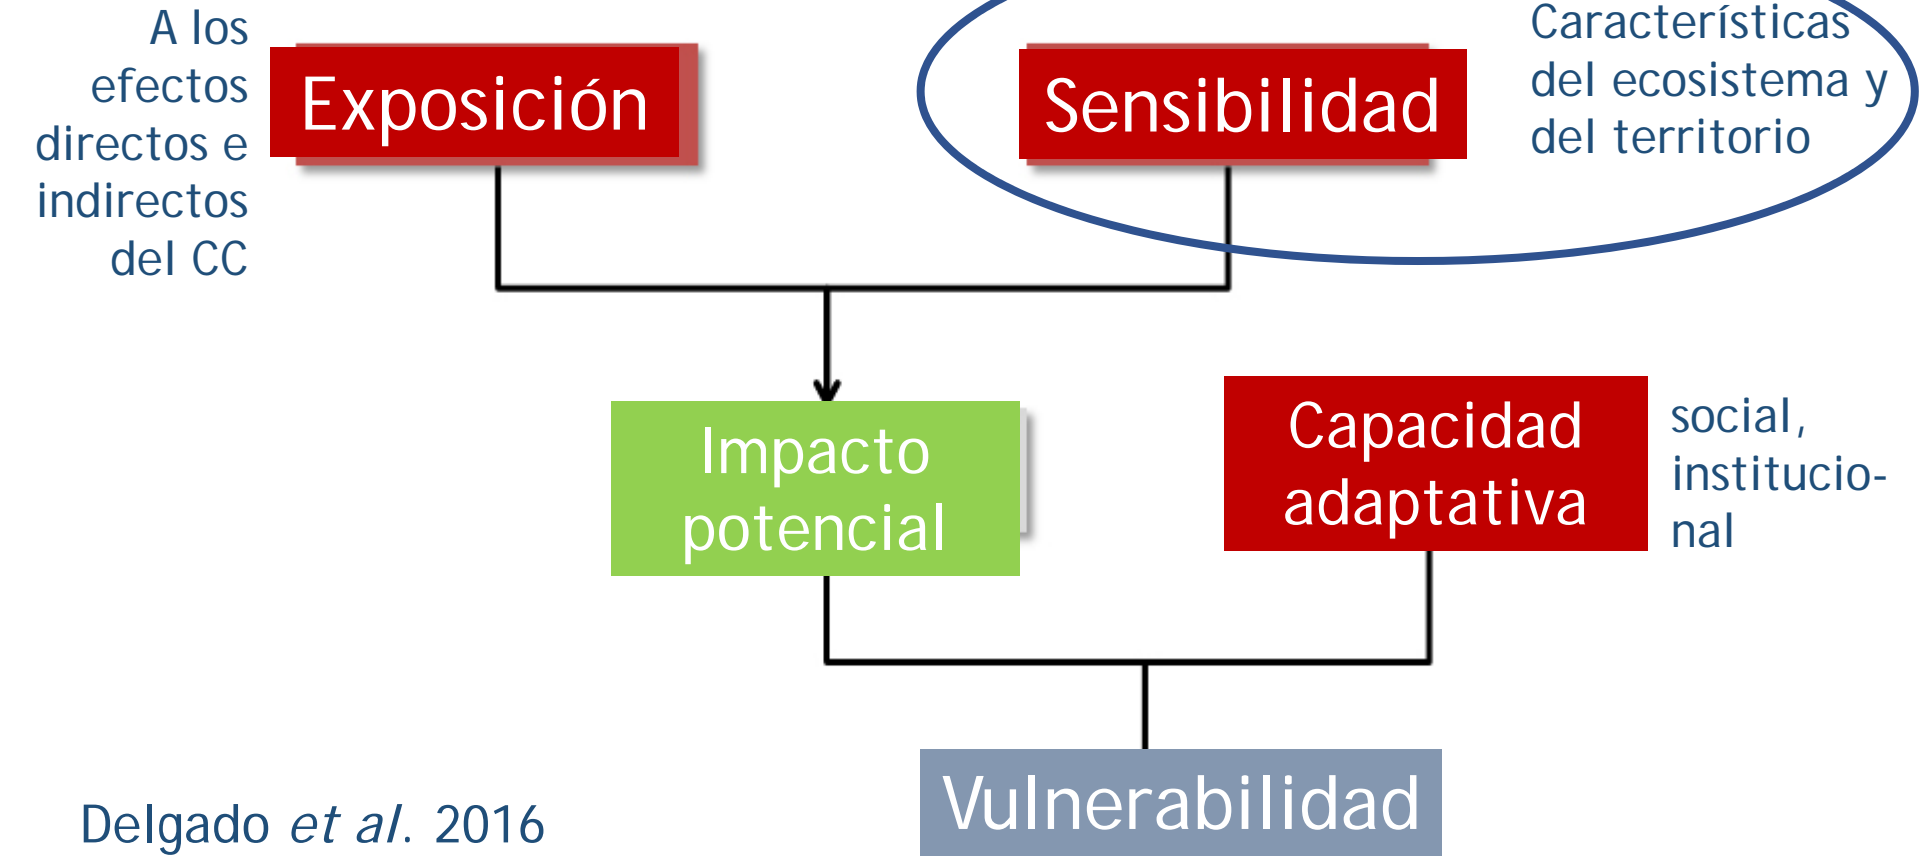 A los
efectos
directos e
indirectos
del CC
Exposición
Sensibilidad
Características
del ecosistema y
del territorio
Impacto
potencial
Capacidad
adaptativa
social,
institucio-
nal
Vulnerabilidad
Delgado et al. 2016